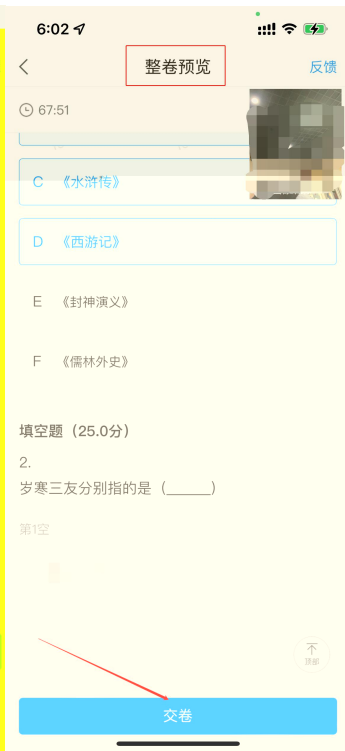 6:02
整卷预览
反馈
67:51
C 《水浒传》
D 《西游记》
E 《封神演义》
F 《儒林外史》
填空题（25.0分）
2.
岁寒三友分别指的是（______）
第1空
顶部
交卷